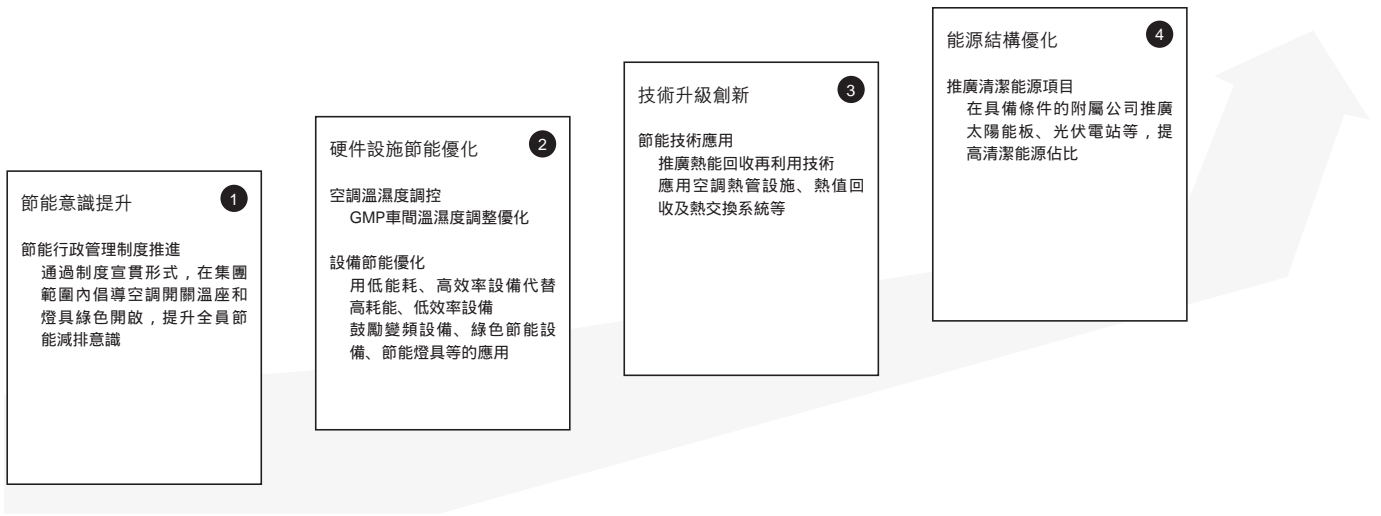 節能意識提升
1
節能行政管理制度推進
通過制度宣貫形式，在集團
範圍內倡導空調開關溫座和
燈具綠色開啟，提升全員節
能減排意識
硬件設施節能優化
2
空調溫濕度調控
GMP車間溫濕度調整優化
設備節能優化
用低能耗、高效率設備代替
高耗能、低效率設備
鼓勵變頻設備、綠色節能設
備、節能燈具等的應用
技術升級創新
3
節能技術應用
推廣熱能回收再利用技術
應用空調熱管設施、熱值回
收及熱交換系統等
能源結構優化
4
推廣清潔能源項目
在具備條件的附屬公司推廣
太陽能板、光伏電站等，提
高清潔能源佔比